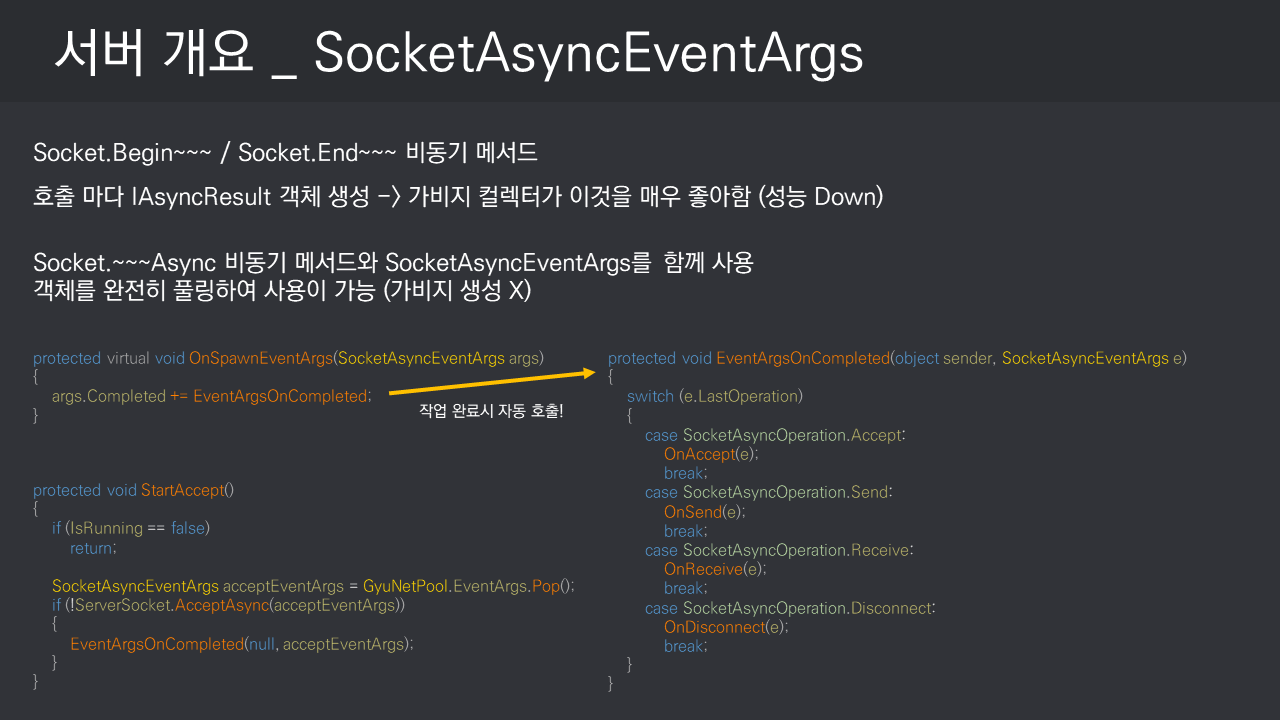 서버 개요 _ SocketAsyncEventArgs
Socket.Begin~~~ / Socket.End~~~ 비동기 메서드
호출 마다 IAsyncResult 객체 생성 -> 가비지 컬렉터가 이것을 매우 좋아함 (성능 Down)
Socket.~~~Async 비동기 메서드와 SocketAsyncEventArgs를 함께 사용
객체를 완전히 풀링하여 사용이 가능 (가비지 생성 X)
protected virtual void OnSpawnEventArgs(SocketAsyncEventArgs args)
{
args.Completed += EventArgsOnCompleted;
}
작업 완료시 자동 호출!
protected void StartAccept()
{
if (IsRunning == false)
return;
SocketAsyncEventArgs acceptEventArgs = GyuNetPool.EventArgs.Pop();
if (!ServerSocket.AcceptAsync(acceptEventArgs))
{
EventArgsOnCompleted(null, acceptEventArgs);
}
}
protected void EventArgsOnCompleted(object sender, SocketAsyncEventArgs e)
{
switch (e.LastOperation)
{
case SocketAsyncOperation.Accept:
OnAccept(e);
break;
case SocketAsyncOperation.Send:
OnSend(e);
break;
case SocketAsyncOperation.Receive:
OnReceive(e);
break;
case SocketAsyncOperation.Disconnect:
OnDisconnect(e);
break;
}
}